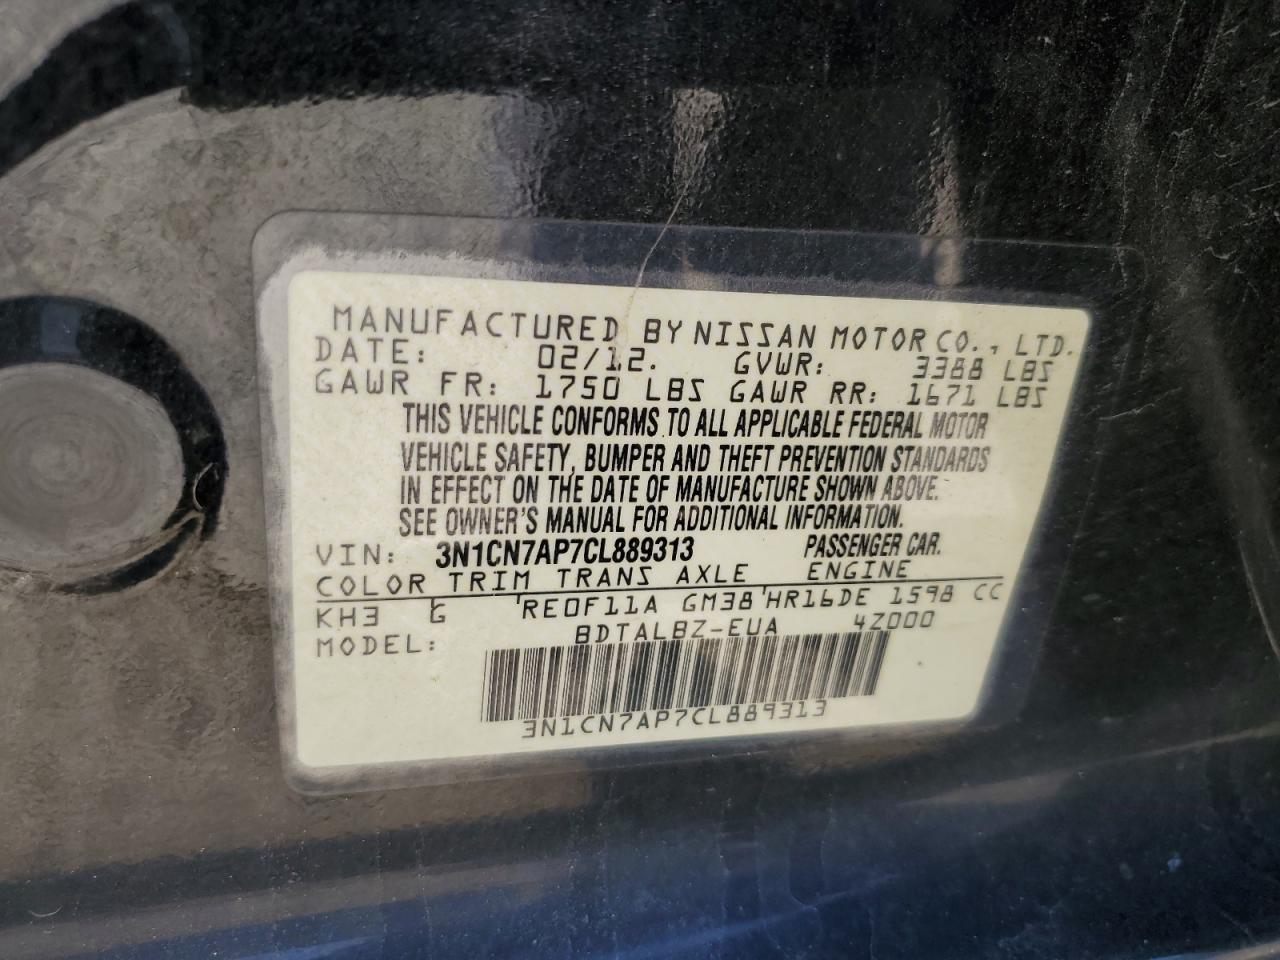 MANUFACTURED BY NISSAN MOTOR CO., LTD.
DATE: 02/12. GVWR: 3388 LBS
GAWR FR: 1750 LBS GAWR RR: 1671 LBS
THIS VEHICLE CONFORMS TO ALL APPLICABLE FEDERAL MOTOR
VEHICLE SAFETY, BUMPER AND THEFT PREVENTION STANDARDS
IN EFFECT ON THE DATE OF MANUFACTURE SHOWN ABOVE.
SEE OWNER'S MANUAL FOR ADDITIONAL INFORMATION.
VIN: 3N1CN7AP7CL889313 PASSENGER CAR.
COLOR TRIM TRANS AXLE ENGINE
KH3 G RE0F11A GM38 HR16DE 1598 CC
MODEL: BDTALBZ-EUA 4Z000
3N1CN7AP7CL889313